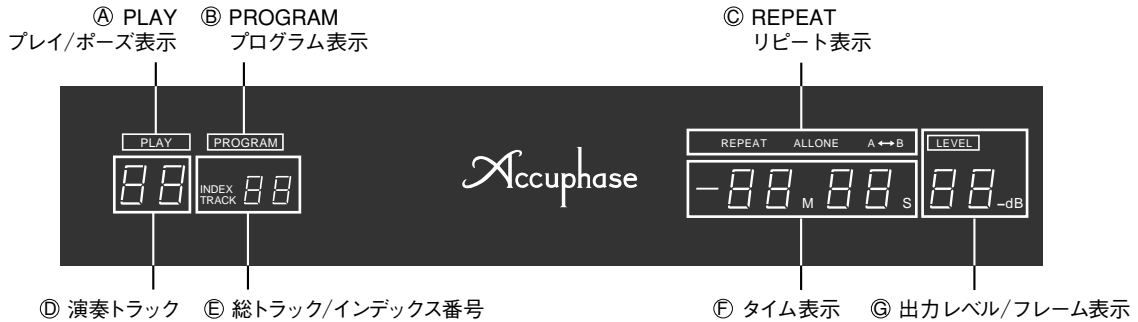 Ⓐ PLAY
プレイ/ポーズ表示
Ⓑ PROGRAM
プログラム表示
Ⓒ REPEAT
リピート表示
PLAY
PROGRAM
Accuphase
REPEAT ALLONE A↔B
LEVEL
88
INDEX
TRACK 88
-88 M 88 S
88 -dB
Ⓓ 演奏トラック
Ⓔ 総トラック/インデックス番号
Ⓕ タイム表示
Ⓖ 出力レベル/フレーム表示